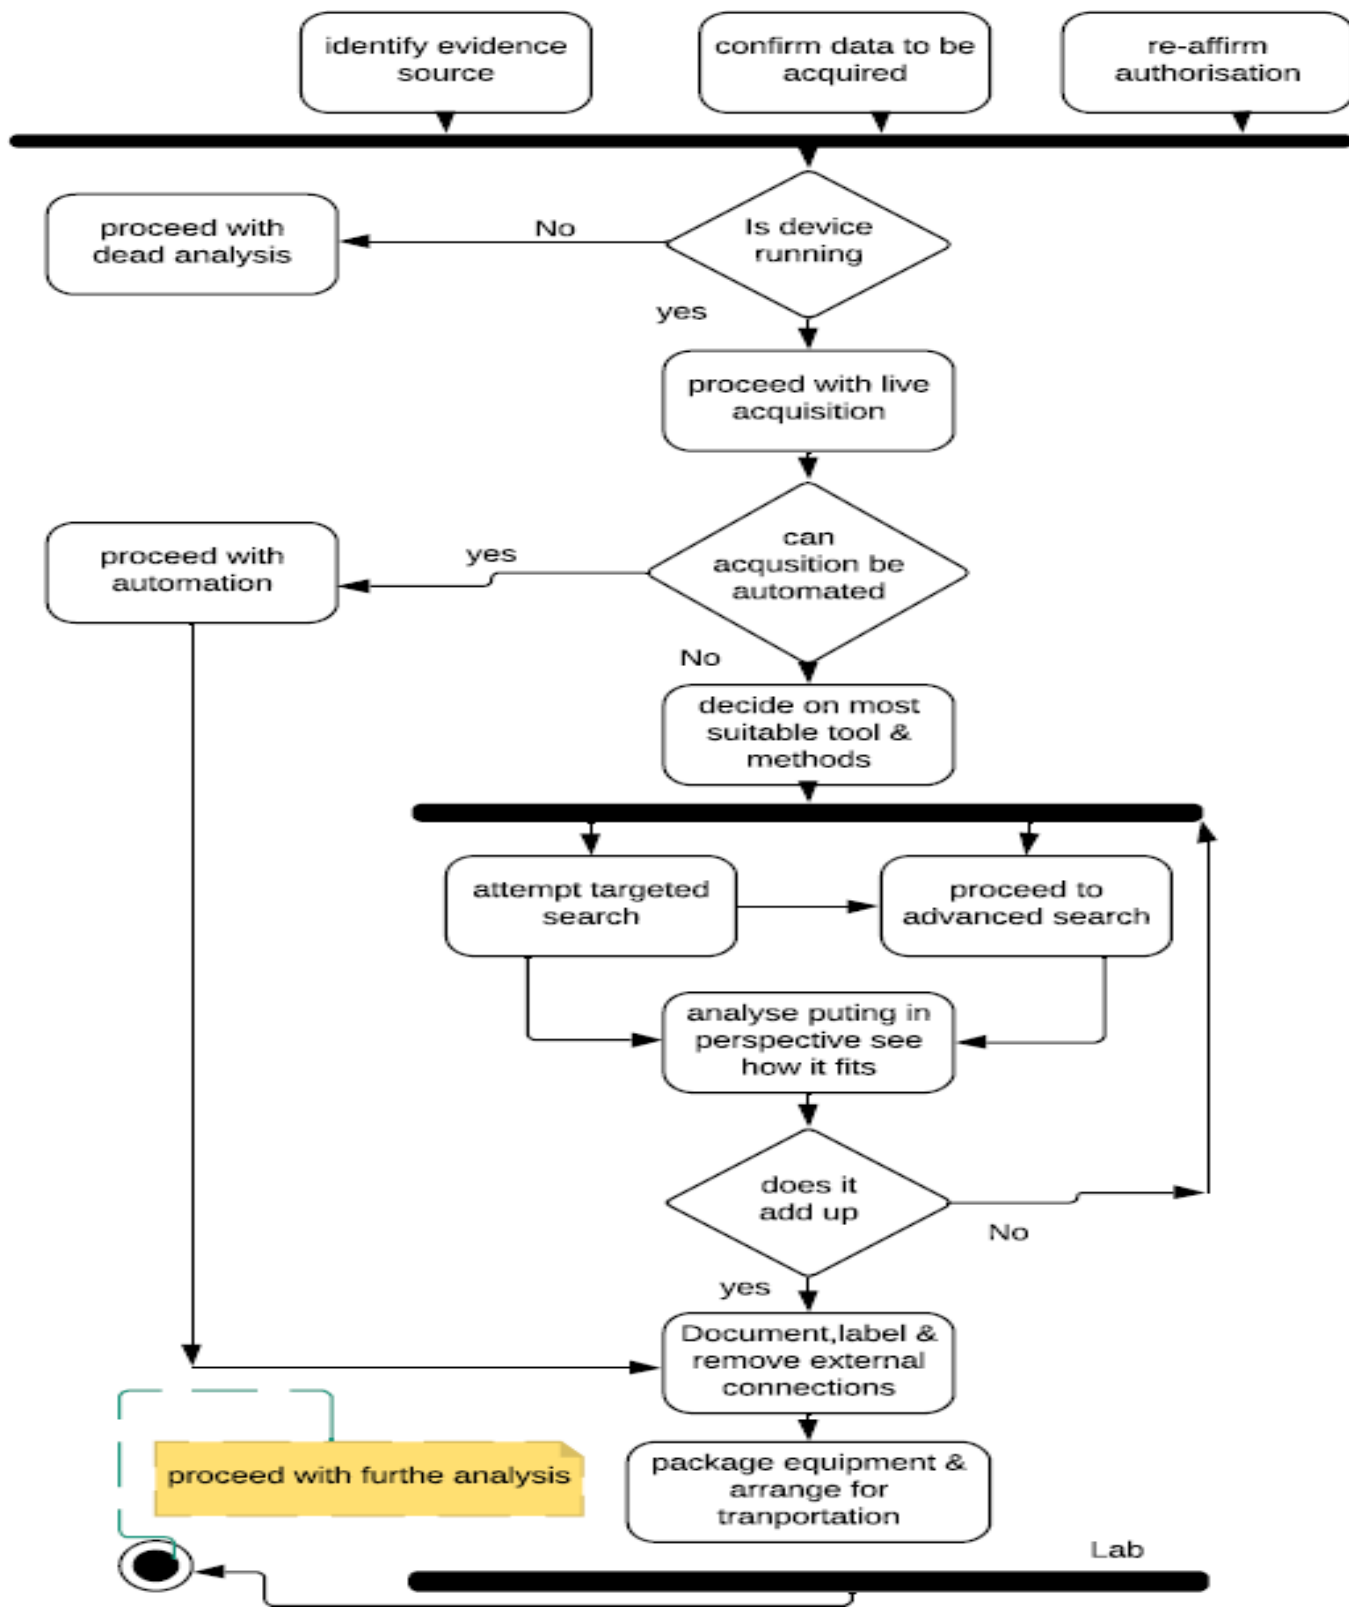 identify evidence
source
confirm data to be
acquired
re-affirm
authorisation
Is device
running
No
proceed with
dead analysis
yes
proceed with live
acquisition
can
acqusition be
automated
yes
proceed with
automation
No
decide on most
suitable tool &
methods
attempt targeted
search
proceed to
advanced search
analyse puting in
perspective see
how it fits
does it
add up
No
yes
Document,label &
remove external
connections
proceed with furthe analysis
package equipment &
arrange for
tranportation
Lab